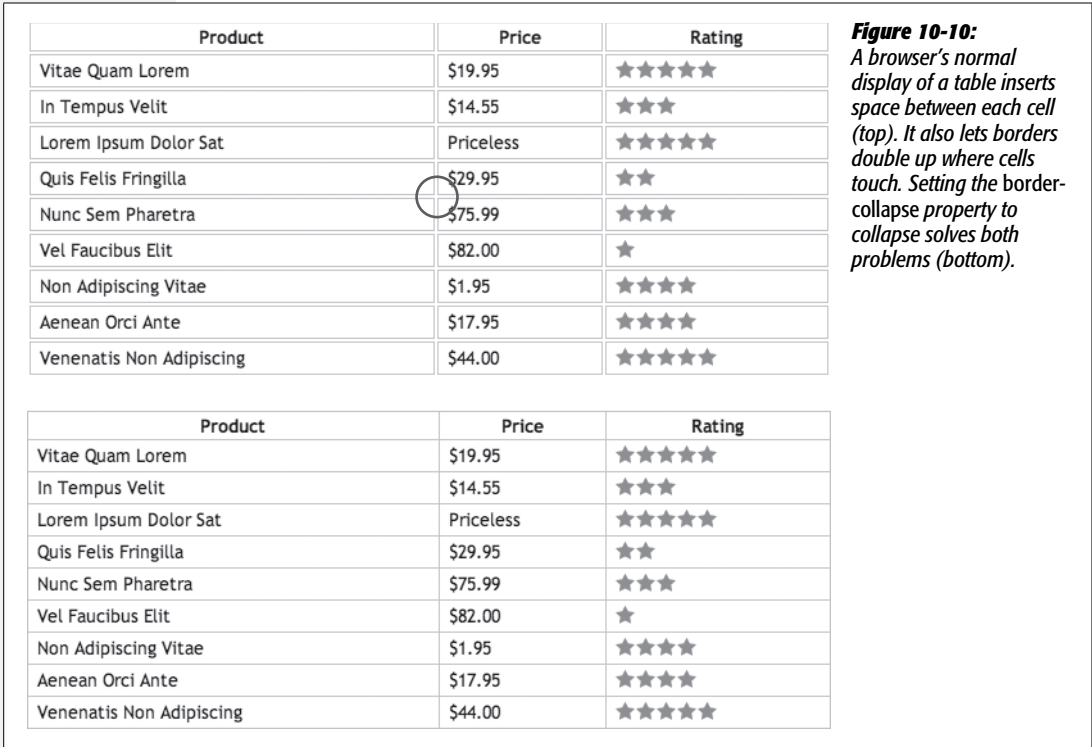 Product Price Rating
Vitae Quam Lorem $19.95 ★★★★★
In Tempus Velit $14.55 ★★★
Lorem Ipsum Dolor Sat Priceless ★★★★★
Quis Felis Fringilla $29.95 ★★
Nunc Sem Pharetra $75.99 ★★★
Vel Faucibus Elit $82.00 ★
Non Adipiscing Vitae $1.95 ★★★★
Aenean Orci Ante $17.95 ★★★★
Venenatis Non Adipiscing $44.00 ★★★★★
Product Price Rating
Vitae Quam Lorem $19.95 ★★★★★
In Tempus Velit $14.55 ★★★
Lorem Ipsum Dolor Sat Priceless ★★★★★
Quis Felis Fringilla $29.95 ★★
Nunc Sem Pharetra $75.99 ★★★
Vel Faucibus Elit $82.00 ★
Non Adipiscing Vitae $1.95 ★★★★
Aenean Orci Ante $17.95 ★★★★
Venenatis Non Adipiscing $44.00 ★★★★★
Figure 10-10:
A browser’s normal
display of a table inserts
space between each cell
(top). It also lets borders
double up where cells
touch. Setting the border-
collapse property to
collapse solves both
problems (bottom).